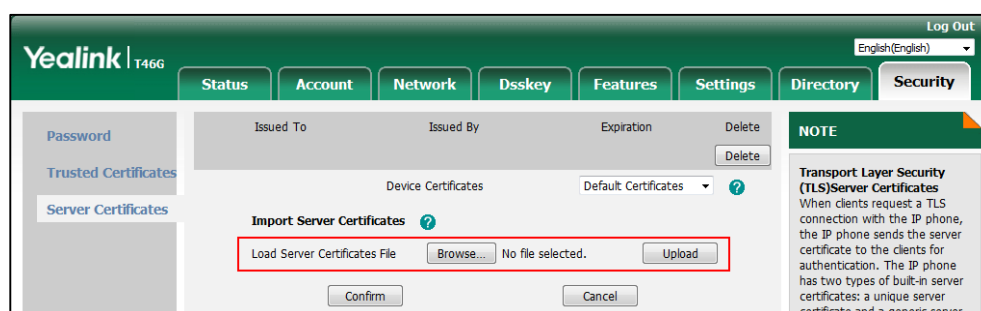 Log Out
Yealink T46G
English(English)
Status Account Network Dsskey Features Settings Directory Security
Password
Trusted Certificates
Server Certificates
Issued To Issued By Expiration Delete
Delete
Device Certificates Default Certificates
Import Server Certificates
Load Server Certificates File Browse... No file selected. Upload
Confirm Cancel
NOTE
Transport Layer Security
(TLS)Server Certificates
When clients request a TLS
connection with the IP phone,
the IP phone sends the server
certificate to the clients for
authentication. The IP phone
has two types of built-in server
certificates: a unique server
certificate and a generic server